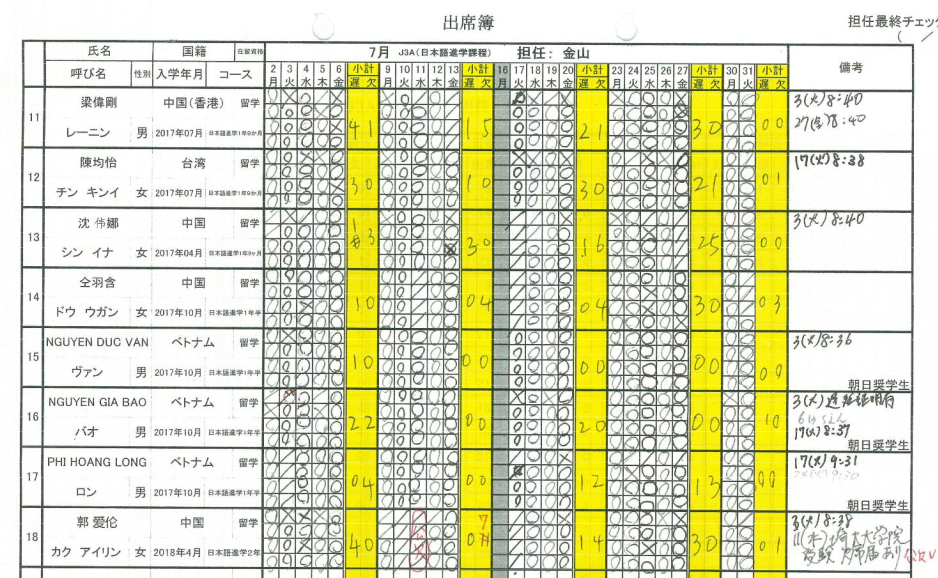 出席簿
担任最終チェック
( /
氏名 国籍 在留資格 7月 J3A(日本語進学課程) 担任: 金山 備考
呼び名 性別 入学年月 コース 2 3 4 5 6 小計 9 10 11 12 13 小計 16 17 18 19 20 小計 23 24 25 26 27 小計 30 31 小計
月 火 水 木 金 遅 欠 月 火 水 木 金 遅 欠 月 火 水 木 金 遅 欠 月 火 水 木 金 遅 欠 月 火 遅 欠
11 梁偉剛 中国(香港) 留学 3(火)8:40
27(金)8:40
レーニン 男 2017年07月 日本語進学1年9か月 4 1 1 5 2 1 3 0 0 0
12 陳均怡 台湾 留学 17(火)8:38
チン キンイ 女 2017年07月 日本語進学1年9か月 3 0 1 0 3 0 2 1 0 1
13 沈 伟娜 中国 留学 3(火)8:40
シン イナ 女 2017年04月 日本語進学1年9ヶ月 3 0 1 6 2 5 0 0
14 全羽含 中国 留学
ドウ ウガン 女 2017年10月 日本語進学1年半 1 0 0 4 0 4 3 0 0 3
15 NGUYEN DUC VAN ベトナム 留学 3(火)8:36
ヴァン 男 2017年10月 日本語進学1年半 1 0 0 0 0 0 0 0 0 0
朝日奨学生
16 NGUYEN GIA BAO ベトナム 留学 3(火)遅延証明有
17(火)8:37
バオ 男 2017年10月 日本語進学1年半 2 2 0 0 2 0 0 0 1 0
朝日奨学生
17 PHI HOANG LONG ベトナム 留学 17(火)9:31
ロン 男 2017年10月 日本語進学1年半 0 4 0 0 1 2 1 3 0 0
朝日奨学生
18 郭 爱伦 中国 留学 3(火)8:38
11(木)埼玉大学院
受験 欠席届あり 公欠
カク アイリン 女 2018年4月 日本語進学2年 4 0 0 7 1 4 3 0 0 1